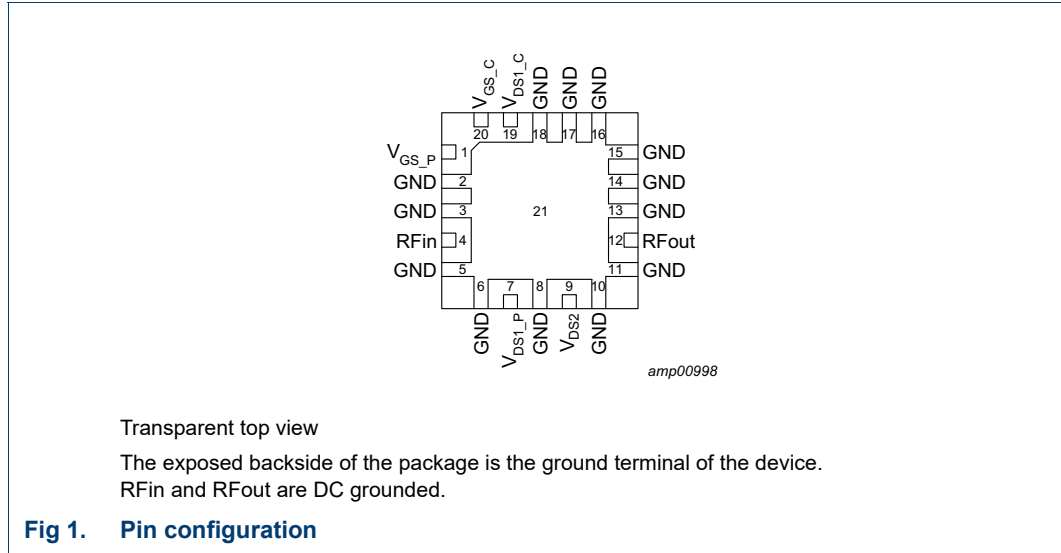 V_GS_C
V_DS1_C
GND
GND
GND
20 19 18 17 16
V_GS_P 1
15 GND
GND 2
14 GND
GND 3
21
13 GND
RFin 4
12 RFout
GND 5
11 GND
6 7 8 9 10
GND
V_DS1_P
GND
V_DS2
GND
amp00998
Transparent top view
The exposed backside of the package is the ground terminal of the device.
RFin and RFout are DC grounded.
Fig 1. Pin configuration